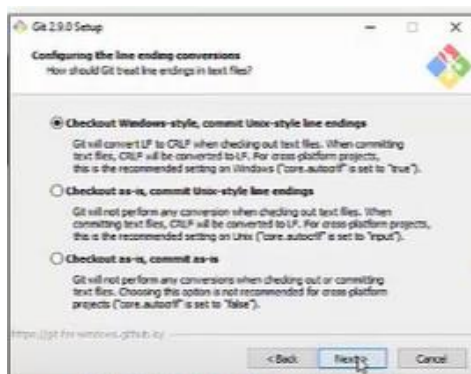 Git 2.9.0 Setup
Configuring the line ending conversions
How should Git treat line endings in text files?
Checkout Windows-style, commit Unix-style line endings
Git will convert LF to CRLF when checking out text files. When committing
text files, CRLF will be converted to LF. For cross-platform projects,
this is the recommended setting on Windows ("core.autocrlf" is set to "true").
Checkout as-is, commit Unix-style line endings
Git will not perform any conversion when checking out text files. When
committing text files, CRLF will be converted to LF. For cross-platform projects,
this is the recommended setting on Unix ("core.autocrlf" is set to "input").
Checkout as-is, commit as-is
Git will not perform any conversions when checking out or committing
text files. Choosing this option is not recommended for cross-platform
projects ("core.autocrlf" is set to "false").
https://git-for-windows.github.io/
< Back
Next >
Cancel